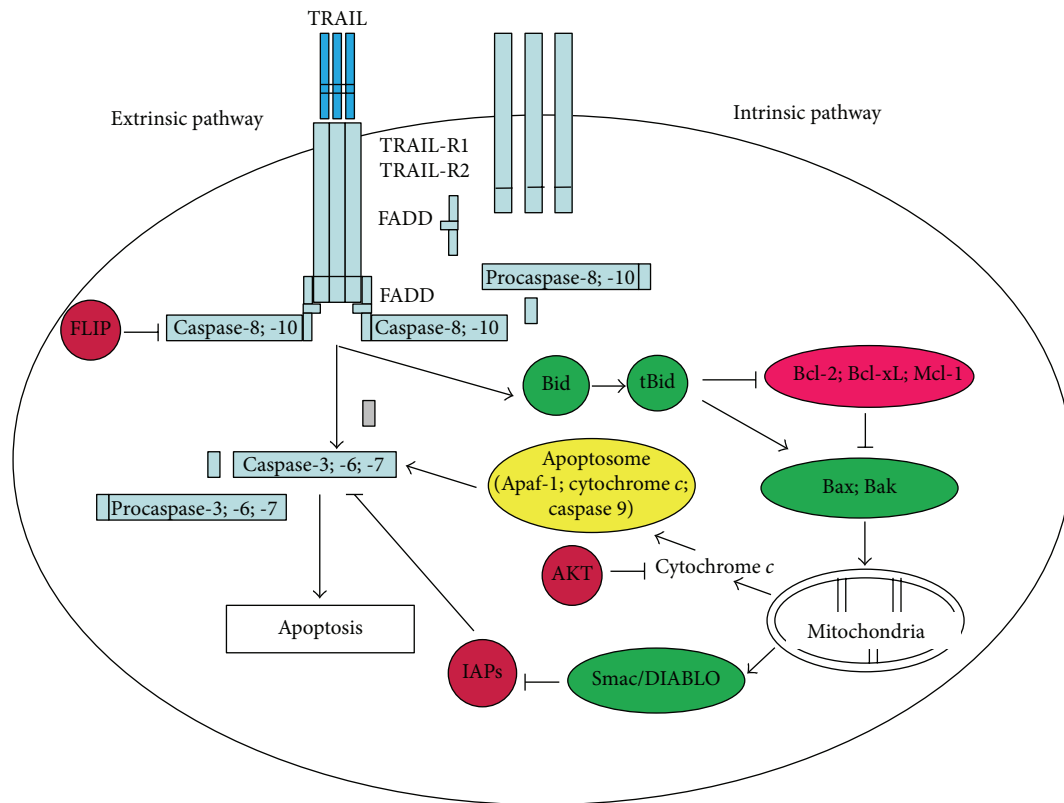 TRAIL
Extrinsic pathway
Intrinsic pathway
TRAIL-R1
TRAIL-R2
FADD
Procaspase-8; -10
FADD
FLIP
Caspase-8; -10
Caspase-8; -10
Bid
tBid
Bcl-2; Bcl-xL; Mcl-1
Caspase-3; -6; -7
Apoptosome
(Apaf-1; cytochrome c;
caspase 9)
Bax; Bak
Procaspase-3; -6; -7
AKT
Cytochrome c
Apoptosis
Mitochondria
IAPs
Smac/DIABLO